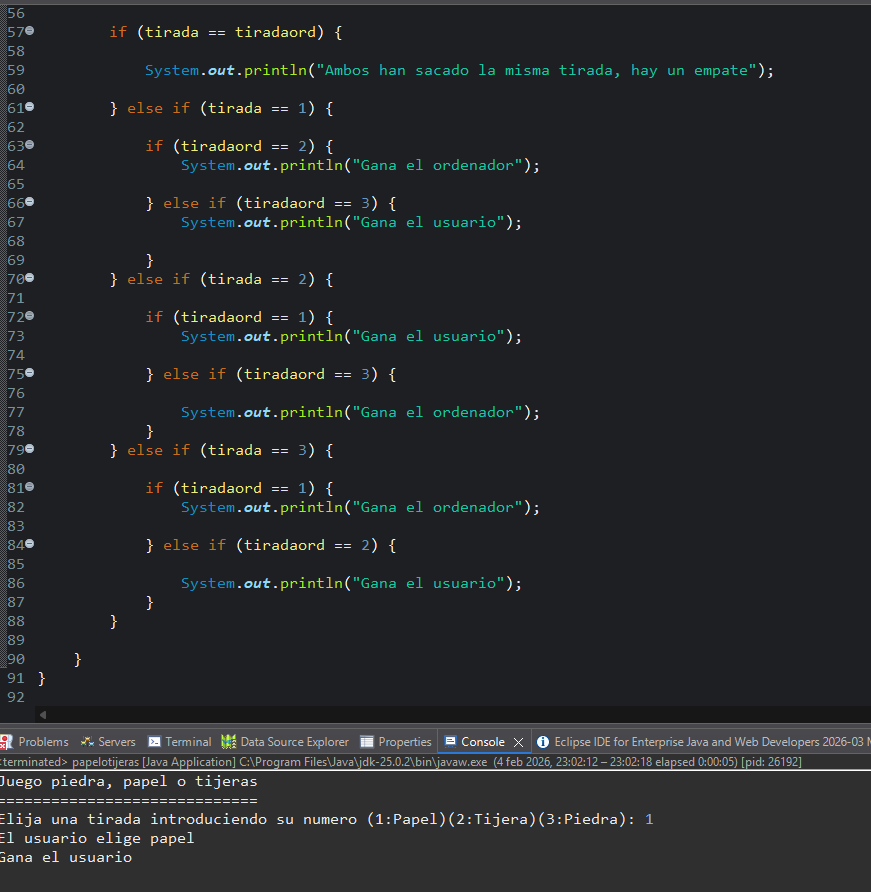 56
57 if (tirada == tiradaord) {
58
59 System.out.println("Ambos han sacado la misma tirada, hay un empate");
60
61 } else if (tirada == 1) {
62
63 if (tiradaord == 2) {
64 System.out.println("Gana el ordenador");
65
66 } else if (tiradaord == 3) {
67 System.out.println("Gana el usuario");
68
69 }
70 } else if (tirada == 2) {
71
72 if (tiradaord == 1) {
73 System.out.println("Gana el usuario");
74
75 } else if (tiradaord == 3) {
76
77 System.out.println("Gana el ordenador");
78 }
79 } else if (tirada == 3) {
80
81 if (tiradaord == 1) {
82 System.out.println("Gana el ordenador");
83
84 } else if (tiradaord == 2) {
85
86 System.out.println("Gana el usuario");
87 }
88 }
89
90 }
91 }
92
Problems Servers Terminal Data Source Explorer Properties Console Eclipse IDE for Enterprise Java and Web Developers 2026-03 M
<terminated> papelotijeras [Java Application] C:\Program Files\Java\jdk-25.0.2\bin\javaw.exe (4 feb 2026, 23:02:12 – 23:02:18 elapsed 0:00:05) [pid: 26192]
Juego piedra, papel o tijeras
=============================
Elija una tirada introduciendo su numero (1:Papel)(2:Tijera)(3:Piedra): 1
El usuario elige papel
Gana el usuario